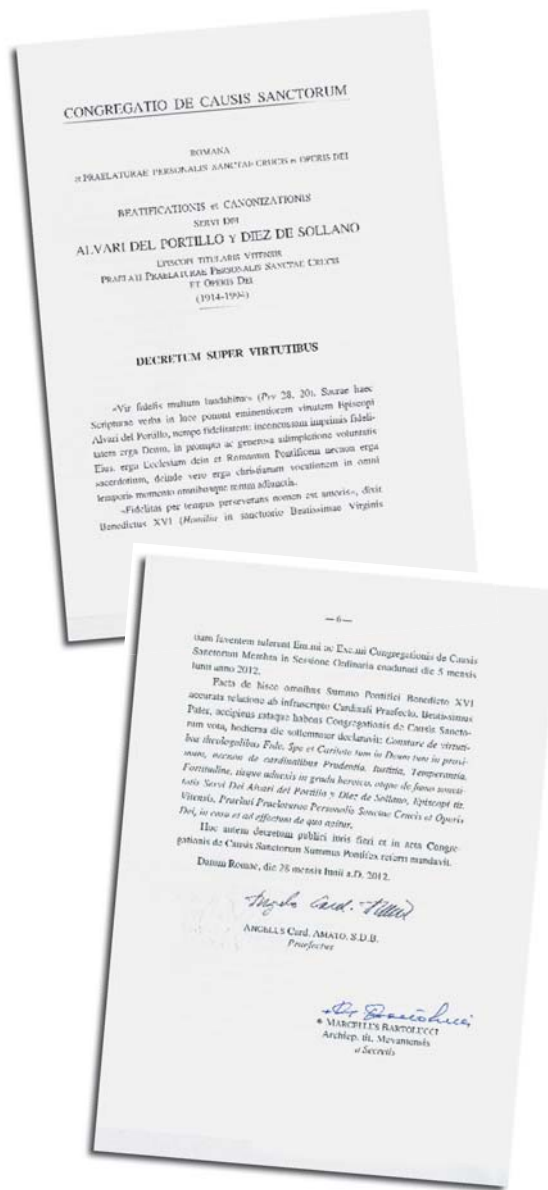 CONGREGATIO DE CAUSIS SANCTORUM
ROMANA
et PRAELATURAE PERSONALIS SANCTAE CRUCIS et OPERIS DEI
BEATIFICATIONIS et CANONIZATIONIS
SERVI DEI
ALVARI DEL PORTILLO Y DIEZ DE SOLLANO
EPISCOPI TITULARIS VITENSIS
PRAELATI PRAELATURAE PERSONALIS SANCTAE CRUCIS
ET OPERIS DEI
(1914-1994)
DECRETUM SUPER VIRTUTIBUS
«Vir fidelis multum laudabitur» (Prv 28, 20). Sacrae haec
Scripturae verba in luce ponunt eminentiorem virtutem Episcopi
Alvari del Portillo, nempe fidelitatem: inconcussam imprimis fideli-
tatem erga Deum, in prompta ac generosa adimpletione voluntatis
Eius, erga Ecclesiam dein et Romanum Pontificem necnon erga
sacerdotium, deinde vero erga christianam vocationem in omni
temporis momento omnibusque rerum adiunctis.
«Fidelitas per tempus perseverans nomen est amoris», dixit
Benedictus XVI (Homilia in sanctuario Beatissimae Virginis
— 6 —
tiam faventem tulerunt Em.mi ac Exc.mi Congregationis de Causis
Sanctorum Membra in Sessione Ordinaria coadunati die 5 mensis
Iunii anno 2012.
Facta de hisce omnibus Summo Pontifici Benedicto XVI
accurata relatione ab infrascripto Cardinali Praefecto, Beatissimus
Pater, accipiens rataque habens Congregationis de Causis Sancto-
rum vota, hodierna die sollemniter declaravit: Constare de virtuti-
bus theologalibus Fide, Spe et Caritate tum in Deum tum in proxi-
mum, necnon de cardinalibus Prudentia, Iustitia, Temperantia,
Fortitudine, iisque adnexis in gradu heroico, atque de fama sancti-
tatis Servi Dei Alvari del Portillo y Diez de Sollano, Episcopi tit.
Vitensis, Praelati Praelaturae Personalis Sanctae Crucis et Operis
Dei, in casu et ad effectum de quo agitur.
Hoc autem decretum publici iuris fieri et in acta Congre-
gationis de Causis Sanctorum Summus Pontifex referri mandavit.
Datum Romae, die 28 mensis Iunii a.D. 2012.
Angelo Card. Amato
ANGELUS Card. AMATO, S.D.B.
Praefectus
+ MARCELLUS BARTOLUCCI
Archiep. tit. Mevaniensis
a Secretis